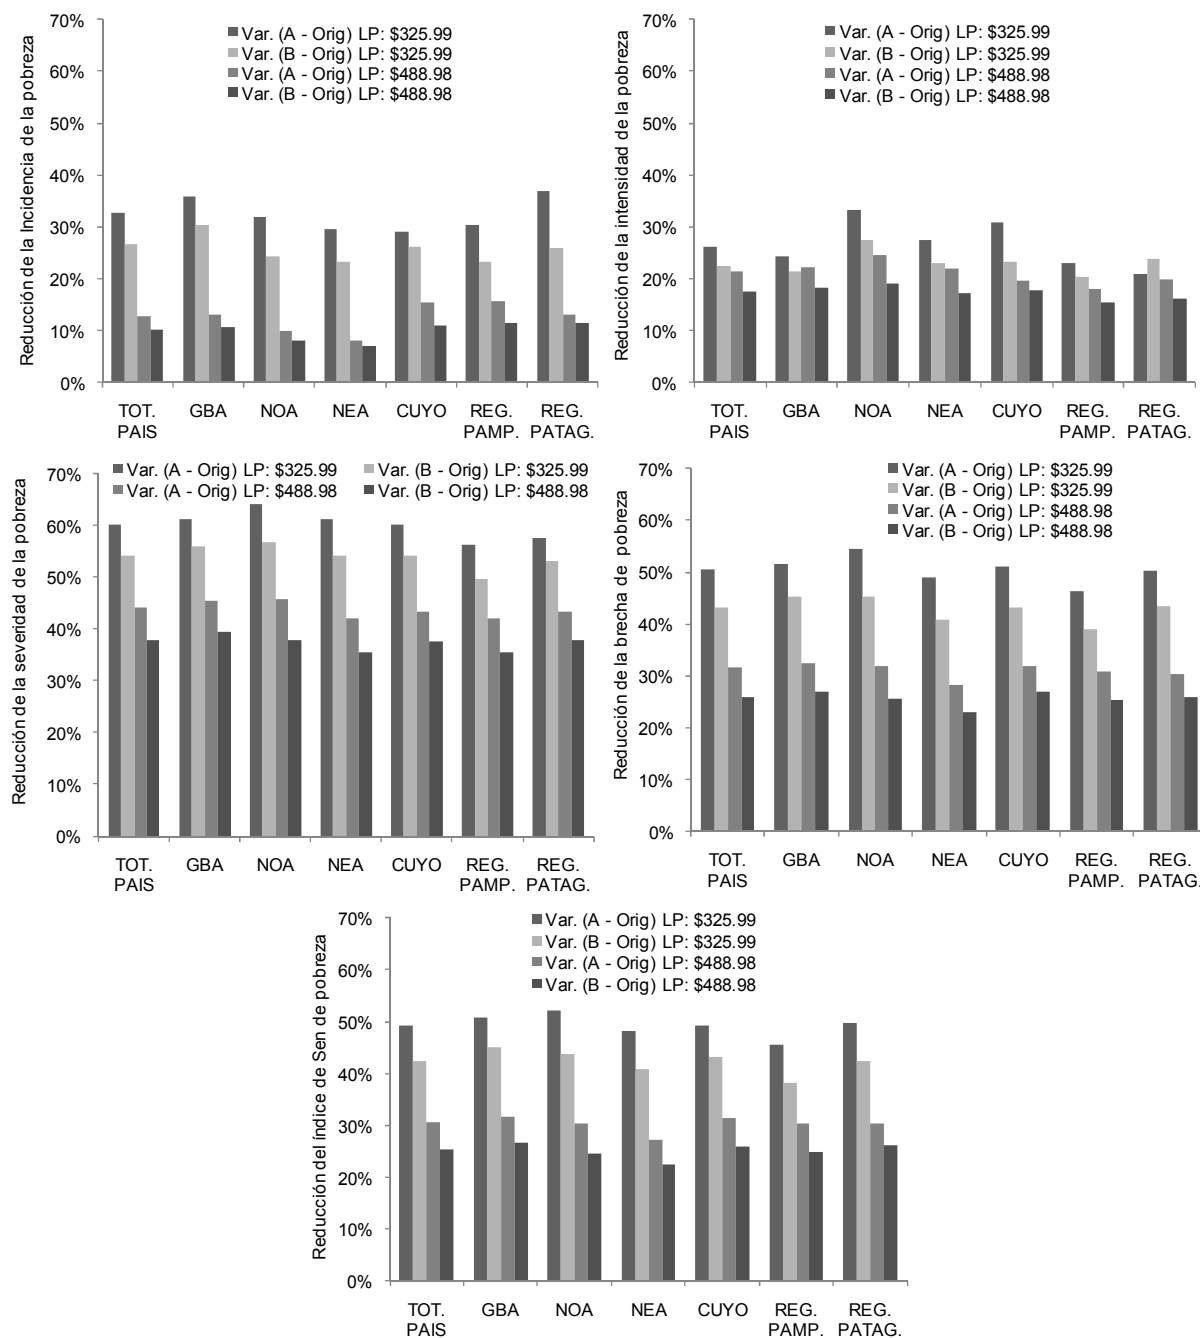 Reducción de la Incidencia de la pobreza
70%
60%
50%
40%
30%
20%
10%
0%
Var. (A - Orig) LP: $325.99
Var. (B - Orig) LP: $325.99
Var. (A - Orig) LP: $488.98
Var. (B - Orig) LP: $488.98
TOT. PAIS
GBA
NOA
NEA
CUYO
REG. PAMP.
REG. PATAG.
Reducción de la intensidad de la pobreza
70%
60%
50%
40%
30%
20%
10%
0%
Var. (A - Orig) LP: $325.99
Var. (B - Orig) LP: $325.99
Var. (A - Orig) LP: $488.98
Var. (B - Orig) LP: $488.98
TOT. PAIS
GBA
NOA
NEA
CUYO
REG. PAMP.
REG. PATAG.
Reducción de la severidad de la pobreza
70%
60%
50%
40%
30%
20%
10%
0%
Var. (A - Orig) LP: $325.99
Var. (B - Orig) LP: $325.99
Var. (A - Orig) LP: $488.98
Var. (B - Orig) LP: $488.98
TOT. PAIS
GBA
NOA
NEA
CUYO
REG. PAMP.
REG. PATAG.
Reducción de la brecha de pobreza
70%
60%
50%
40%
30%
20%
10%
0%
Var. (A - Orig) LP: $325.99
Var. (B - Orig) LP: $325.99
Var. (A - Orig) LP: $488.98
Var. (B - Orig) LP: $488.98
TOT. PAIS
GBA
NOA
NEA
CUYO
REG. PAMP.
REG. PATAG.
Reducción del índice de Sen de pobreza
70%
60%
50%
40%
30%
20%
10%
0%
Var. (A - Orig) LP: $325.99
Var. (B - Orig) LP: $325.99
Var. (A - Orig) LP: $488.98
Var. (B - Orig) LP: $488.98
TOT. PAIS
GBA
NOA
NEA
CUYO
REG. PAMP.
REG. PATAG.